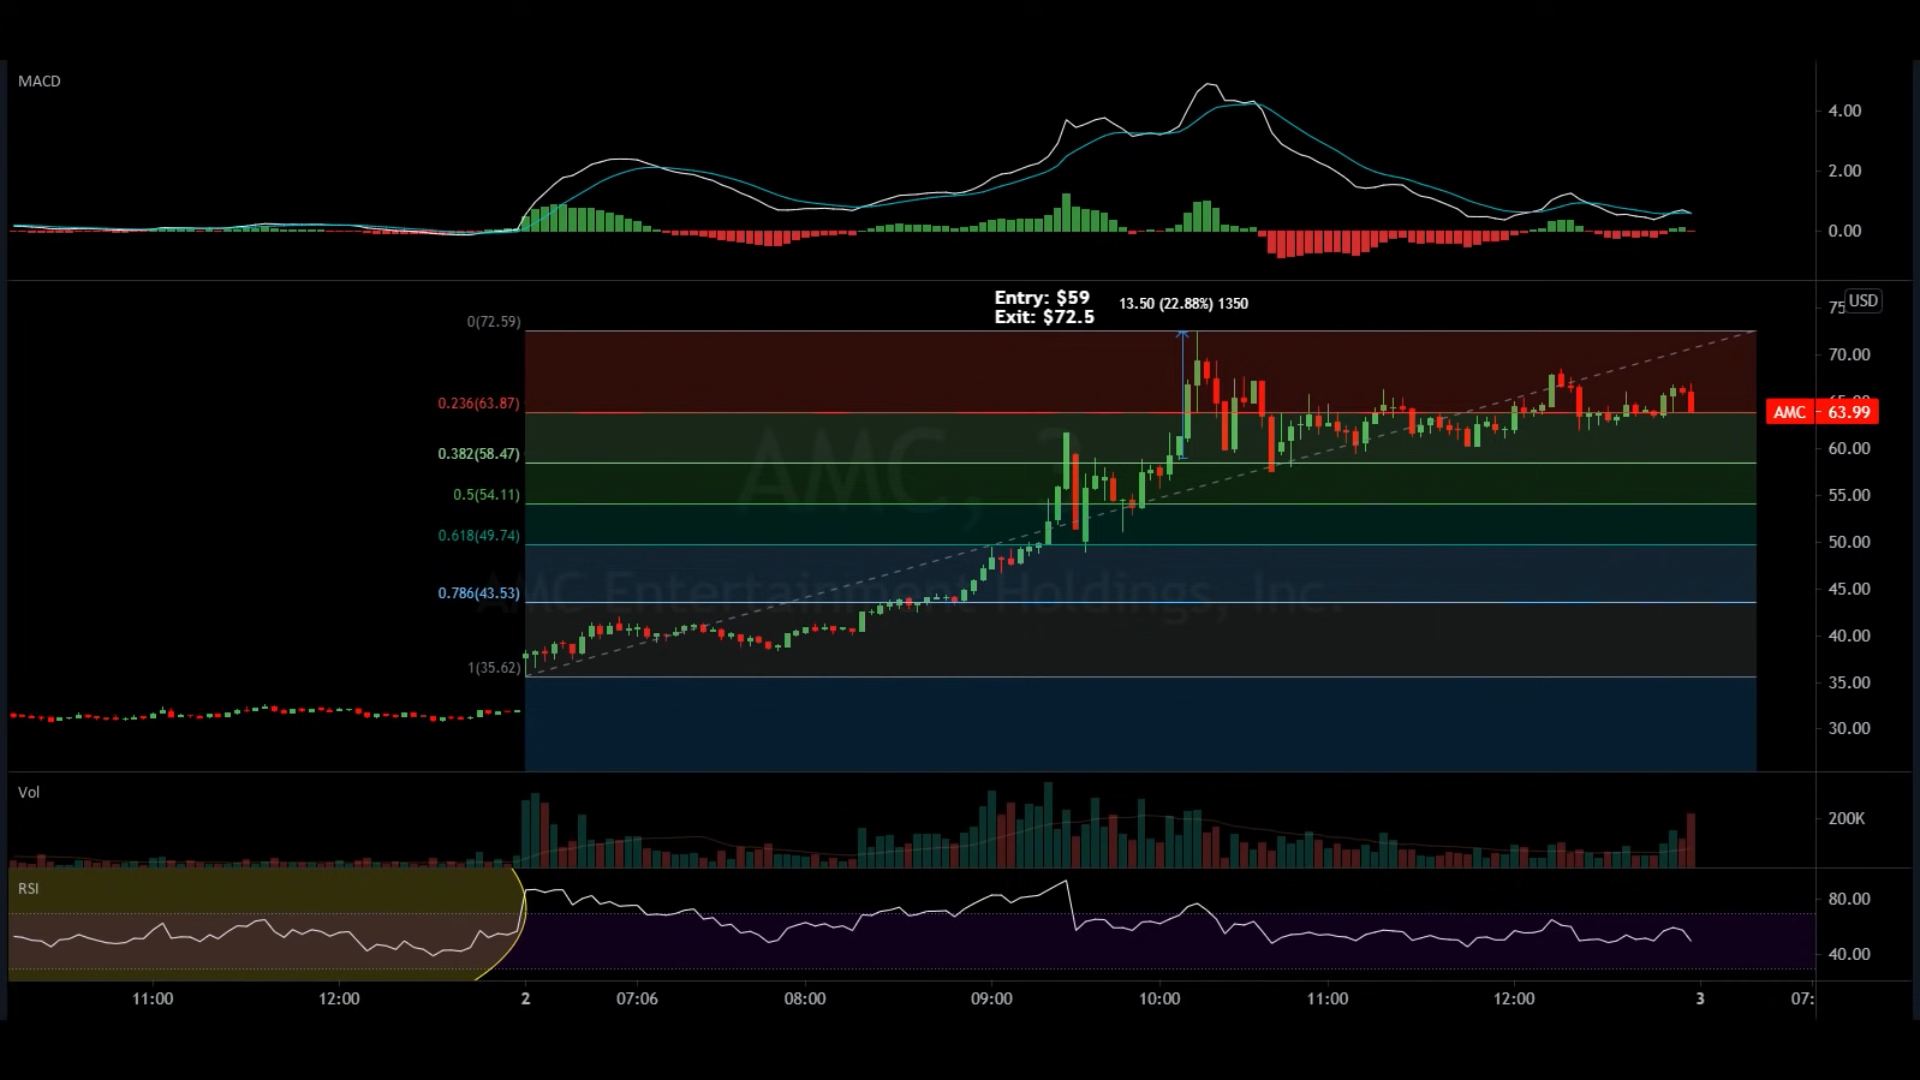 MACD
4.00
2.00
0.00
Entry: $59
Exit: $72.5
13.50 (22.88%) 1350
75
USD
0(72.59)
70.00
0.236(63.87)
AMC
63.99
0.382(58.47)
60.00
0.5(54.11)
55.00
0.618(49.74)
50.00
0.786(43.53)
45.00
40.00
1(35.62)
35.00
30.00
AMC, 3
AMC Entertainment Holdings, Inc.
Vol
200K
RSI
80.00
40.00
11:00 12:00 2 07:06 08:00 09:00 10:00 11:00 12:00 3 07: